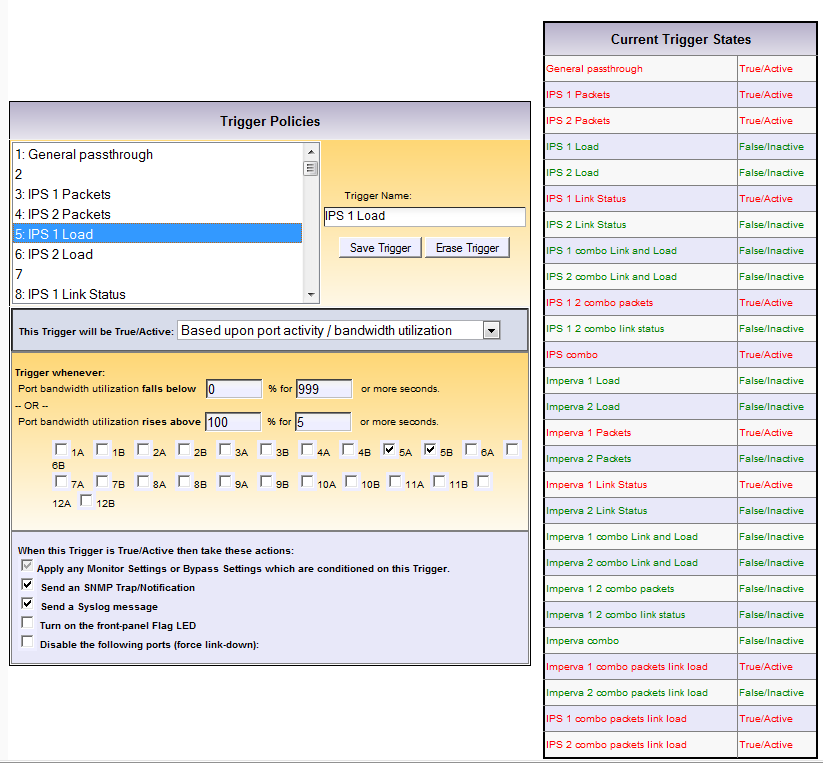 Trigger Policies
1: General passthrough
2
3: IPS 1 Packets
4: IPS 2 Packets
5: IPS 1 Load
6: IPS 2 Load
7
8: IPS 1 Link Status
Trigger Name:
IPS 1 Load
Save Trigger Erase Trigger
This Trigger will be True/Active: Based upon port activity / bandwidth utilization
Trigger whenever:
Port bandwidth utilization falls below 0 % for 999 or more seconds.
-- OR --
Port bandwidth utilization rises above 100 % for 5 or more seconds.
1A 1B 2A 2B 3A 3B 4A 4B 5A 5B 6A
6B
7A 7B 8A 8B 9A 9B 10A 10B 11A 11B
12A 12B
When this Trigger is True/Active then take these actions:
Apply any Monitor Settings or Bypass Settings which are conditioned on this Trigger.
Send an SNMP Trap/Notification
Send a Syslog message
Turn on the front-panel Flag LED
Disable the following ports (force link-down):
Current Trigger States
General passthrough True/Active
IPS 1 Packets True/Active
IPS 2 Packets True/Active
IPS 1 Load False/Inactive
IPS 2 Load False/Inactive
IPS 1 Link Status True/Active
IPS 2 Link Status False/Inactive
IPS 1 combo Link and Load False/Inactive
IPS 2 combo Link and Load False/Inactive
IPS 1 2 combo packets True/Active
IPS 1 2 combo link status False/Inactive
IPS combo True/Active
Imperva 1 Load False/Inactive
Imperva 2 Load False/Inactive
Imperva 1 Packets True/Active
Imperva 2 Packets False/Inactive
Imperva 1 Link Status True/Active
Imperva 2 Link Status False/Inactive
Imperva 1 combo Link and Load False/Inactive
Imperva 2 combo Link and Load False/Inactive
Imperva 1 2 combo packets False/Inactive
Imperva 1 2 combo link status False/Inactive
Imperva combo False/Inactive
Imperva 1 combo packets link load True/Active
Imperva 2 combo packets link load False/Inactive
IPS 1 combo packets link load True/Active
IPS 2 combo packets link load True/Active